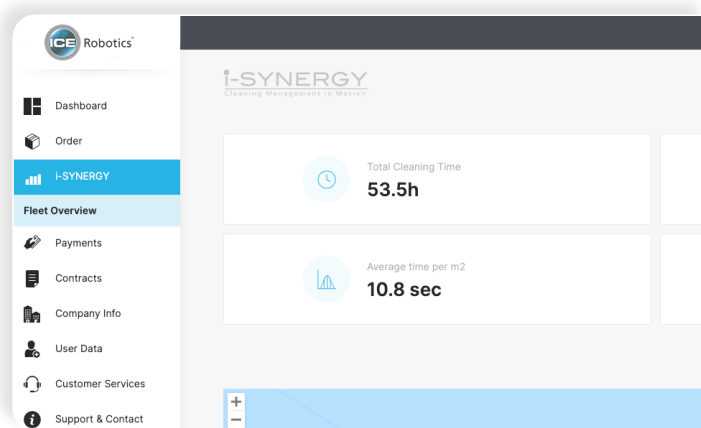 ICE Robotics
i-SYNERGY
Cleaning Management in Motion
Dashboard
Order
i-SYNERGY
Fleet Overview
Payments
Contracts
Company Info
User Data
Customer Services
Support & Contact
Total Cleaning Time
53.5h
Average time per m2
10.8 sec
+
−